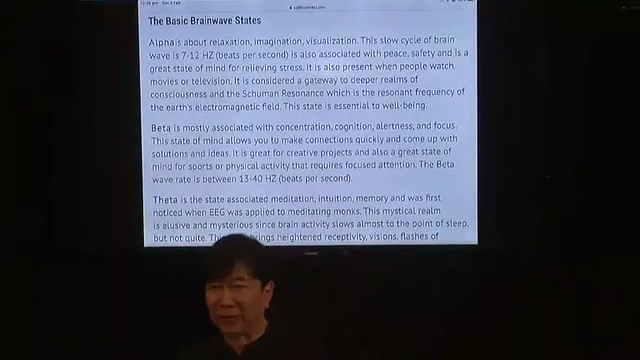 The Basic Brainwave States
Alpha is about relaxation, imagination, visualization. This slow cycle of brain
wave is 7-12 HZ (beats per second) is also associated with peace, safety and is a
great state of mind for relieving stress. It is also present when people watch
movies or television. It is considered a gateway to deeper realms of
consciousness and the Schuman Resonance which is the resonant frequency of
the earth's electromagnetic field. This state is essential to well-being.
Beta is mostly associated with concentration, cognition, alertness, and focus.
This state of mind allows you to make connections quickly and come up with
solutions and ideas. It is great for creative projects and also a great state of
mind for sports or physical activity that requires focused attention. The Beta
wave rate is between 13-40 HZ (beats per second).
Theta is the state associated meditation, intuition, memory and was first
noticed when EEG was applied to meditating monks. This mystical realm
is elusive and mysterious since brain activity slows almost to the point of sleep,
but not quite. brings heightened receptivity, visions, flashes of